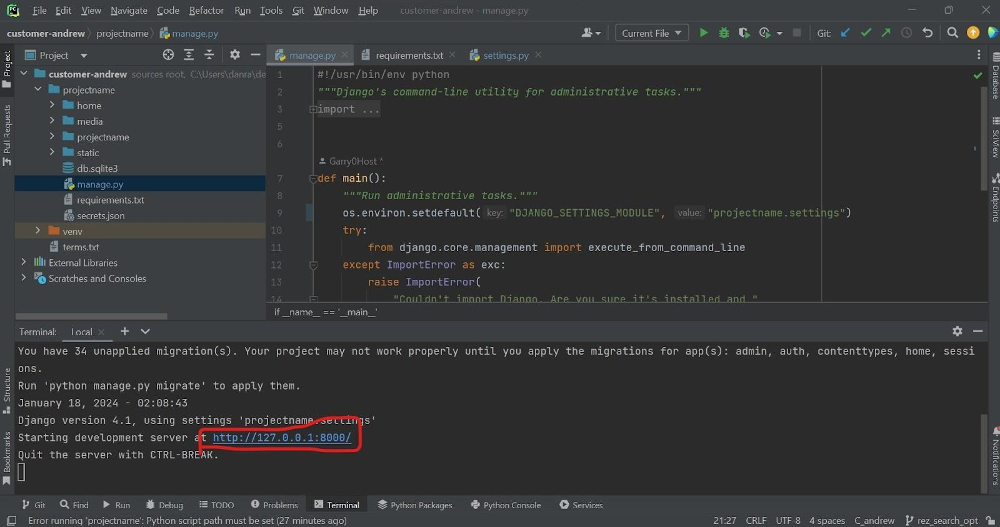 PC File Edit View Navigate Code Refactor Run Tools Git Window Help customer-andrew - manage.py
customer-andrew projectname manage.py Current File Git:
Project
manage.py requirements.txt settings.py
customer-andrew sources root, C:\Users\danra\de
projectname
home
media
projectname
static
db.sqlite3
manage.py
requirements.txt
secrets.json
venv
terms.txt
External Libraries
Scratches and Consoles
1 #!/usr/bin/env python
2 """Django's command-line utility for administrative tasks."""
3 import ...
5
6
Garry0Host *
7 def main():
8 """Run administrative tasks."""
9 os.environ.setdefault( key: "DJANGO_SETTINGS_MODULE", value: "projectname.settings")
10 try:
11 from django.core.management import execute_from_command_line
12 except ImportError as exc:
13 raise ImportError(
14 "Couldn't import Django. Are you sure it's installed and "
if __name__ == '__main__'
Project
Pull Requests
Structure
Bookmarks
Database
SciView
Endpoints
Notifications
Terminal: Local
You have 34 unapplied migration(s). Your project may not work properly until you apply the migrations for app(s): admin, auth, contenttypes, home, sessi
ons.
Run 'python manage.py migrate' to apply them.
January 18, 2024 - 02:08:43
Django version 4.1, using settings 'projectname.settings'
Starting development server at http://127.0.0.1:8000/
Quit the server with CTRL-BREAK.
Git Find Run Debug TODO Problems Terminal Python Packages Python Console Services
Error running 'projectname': Python script path must be set (27 minutes ago) 21:27 CRLF UTF-8 4 spaces C_andrew rez_search_opt